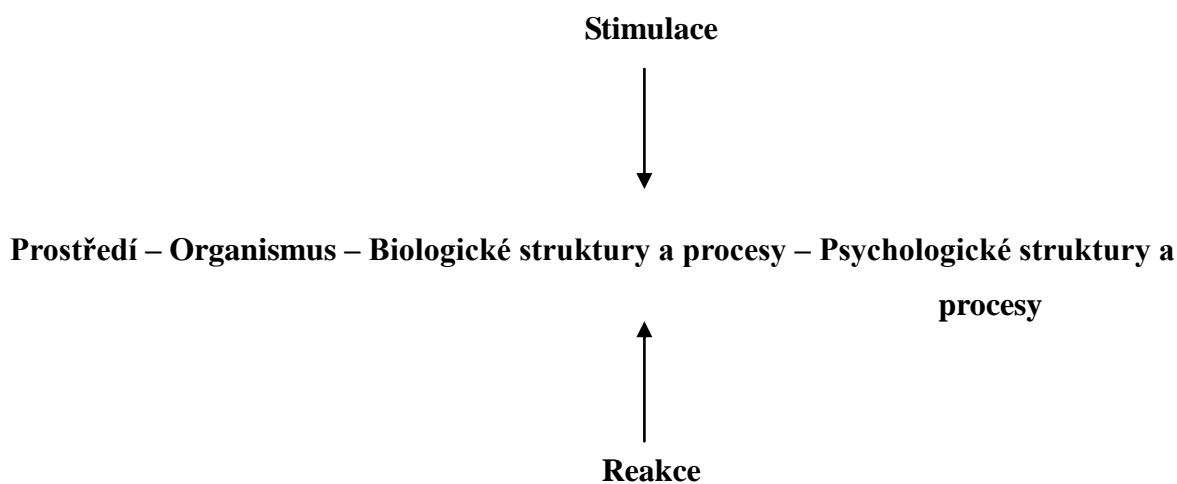 Stimulace
Prostředí – Organismus – Biologické struktury a procesy – Psychologické struktury a
procesy
Reakce